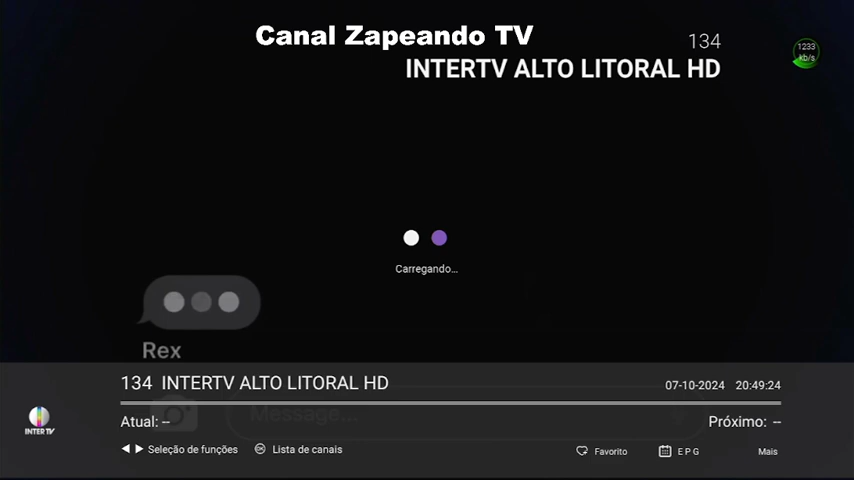 Canal Zapeando TV
134
INTERTV ALTO LITORAL HD
1233
kb/s
Carregando...
Rex
134 INTERTV ALTO LITORAL HD
07-10-2024 20:49:24
Message...
Atual: --
Próximo: --
INTER TV
Seleção de funções
OK
Lista de canais
Favorito
E P G
Mais